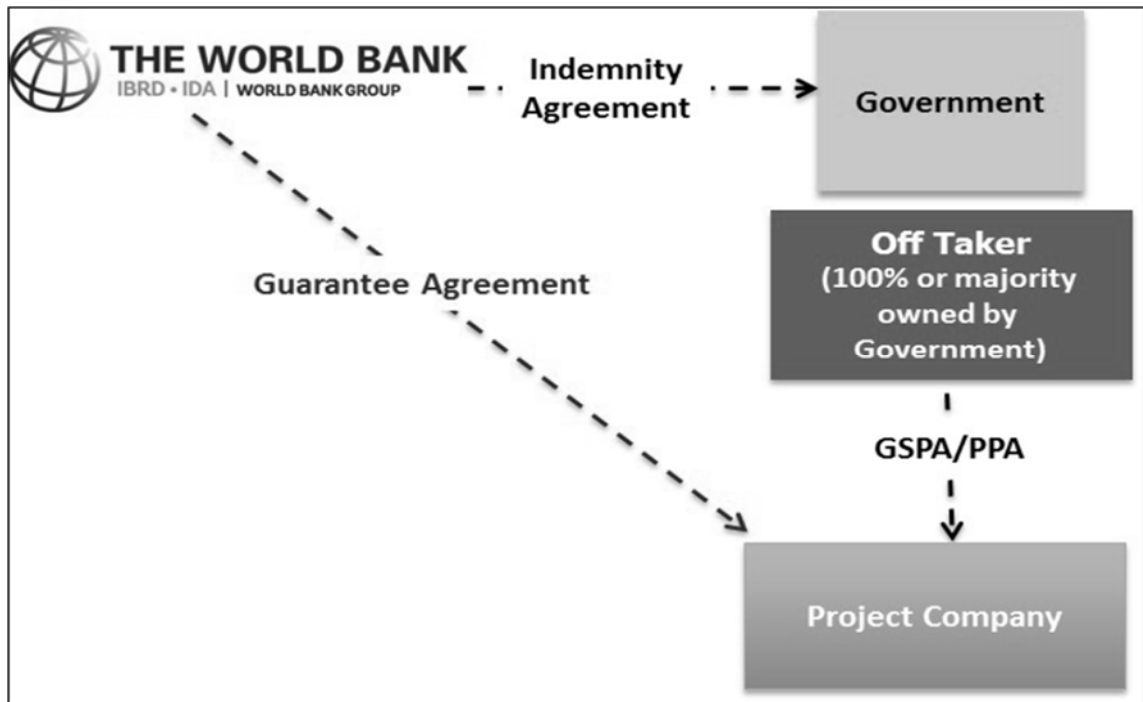 THE WORLD BANK
IBRD • IDA | WORLD BANK GROUP
Indemnity
Agreement
Government
Off Taker
(100% or majority
owned by
Government)
Guarantee Agreement
GSPA/PPA
Project Company